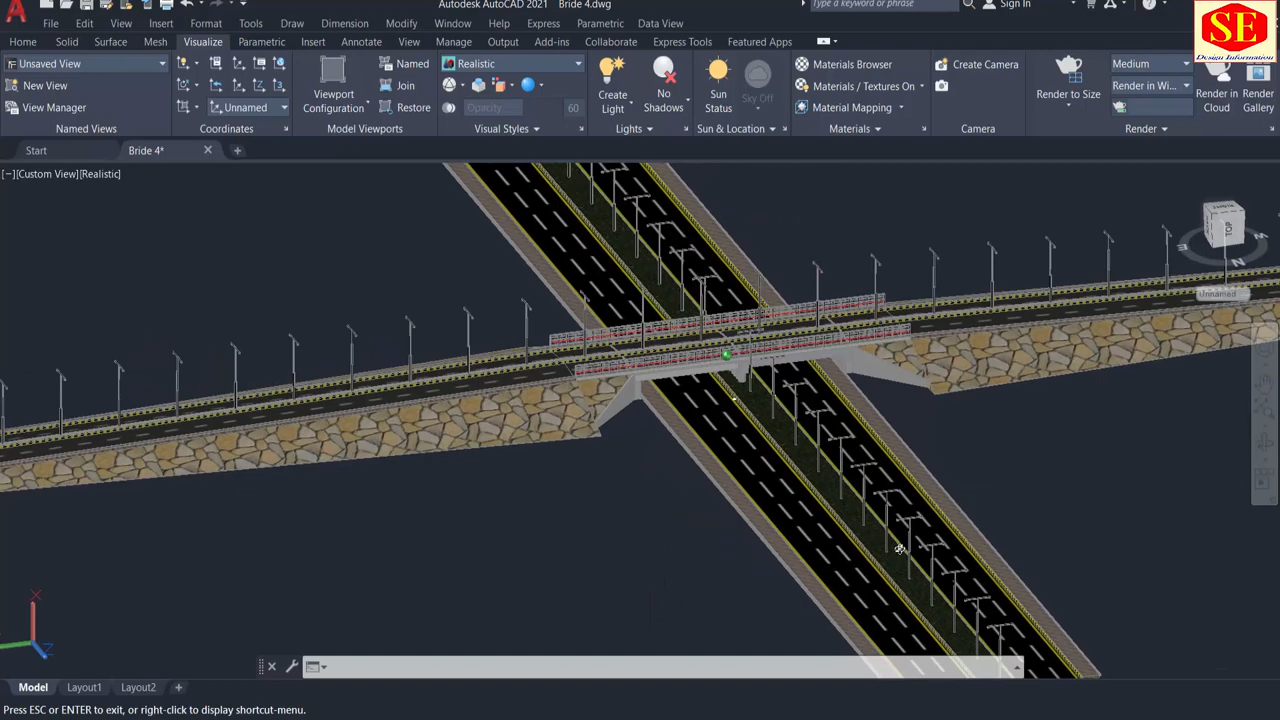 Autodesk AutoCAD 2021 Bride 4.dwg
Type a keyword or phrase
Sign In
File Edit View Insert Format Tools Draw Dimension Modify Window Help Express Parametric Data View
Home Solid Surface Mesh Visualize Parametric Insert Annotate View Manage Output Add-ins Collaborate Express Tools Featured Apps
SE
Design Information
Unsaved View
New View
View Manager
Named Views
Unnamed
Coordinates
Viewport
Configuration
Named
Join
Restore
Model Viewports
Realistic
Opacity 60
Visual Styles
Create
Light
No
Shadows
Lights
Sun
Status
Sky Off
Sun & Location
Materials Browser
Materials / Textures On
Material Mapping
Materials
Create Camera
Camera
Render to Size
Medium
Render in Wi...
Render in
Cloud
Render
Gallery
Render
Start Bride 4*
[−][Custom View][Realistic]
TOP
E
N
Unnamed
X
Z
Model Layout1 Layout2
Press ESC or ENTER to exit, or right-click to display shortcut-menu.